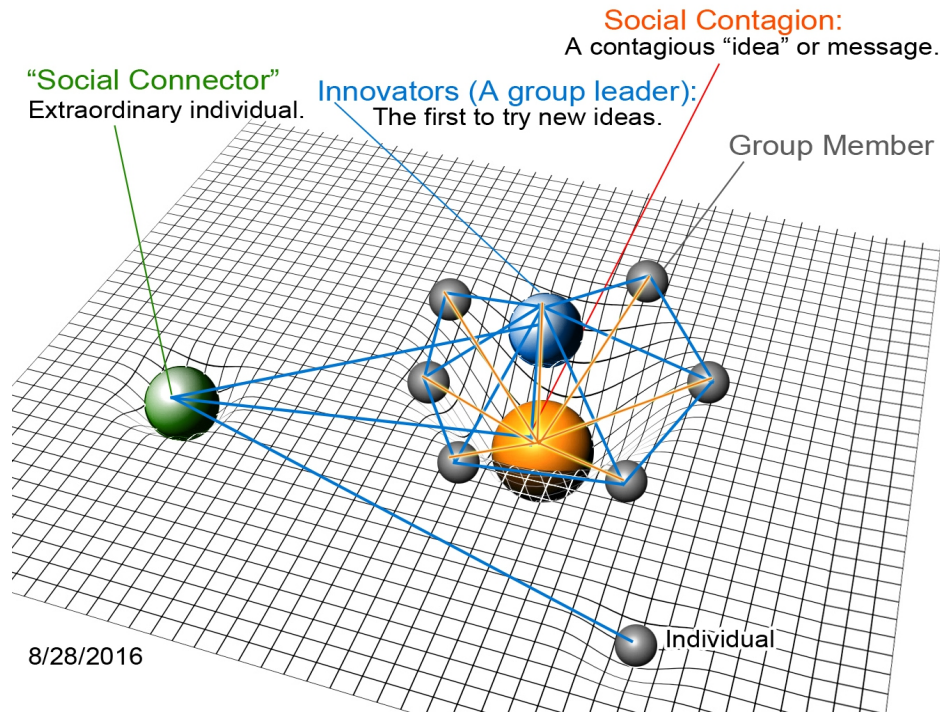 Social Contagion:
A contagious “idea” or message.
“Social Connector”
Extraordinary individual.
Innovators (A group leader):
The first to try new ideas.
Group Member
Individual
8/28/2016